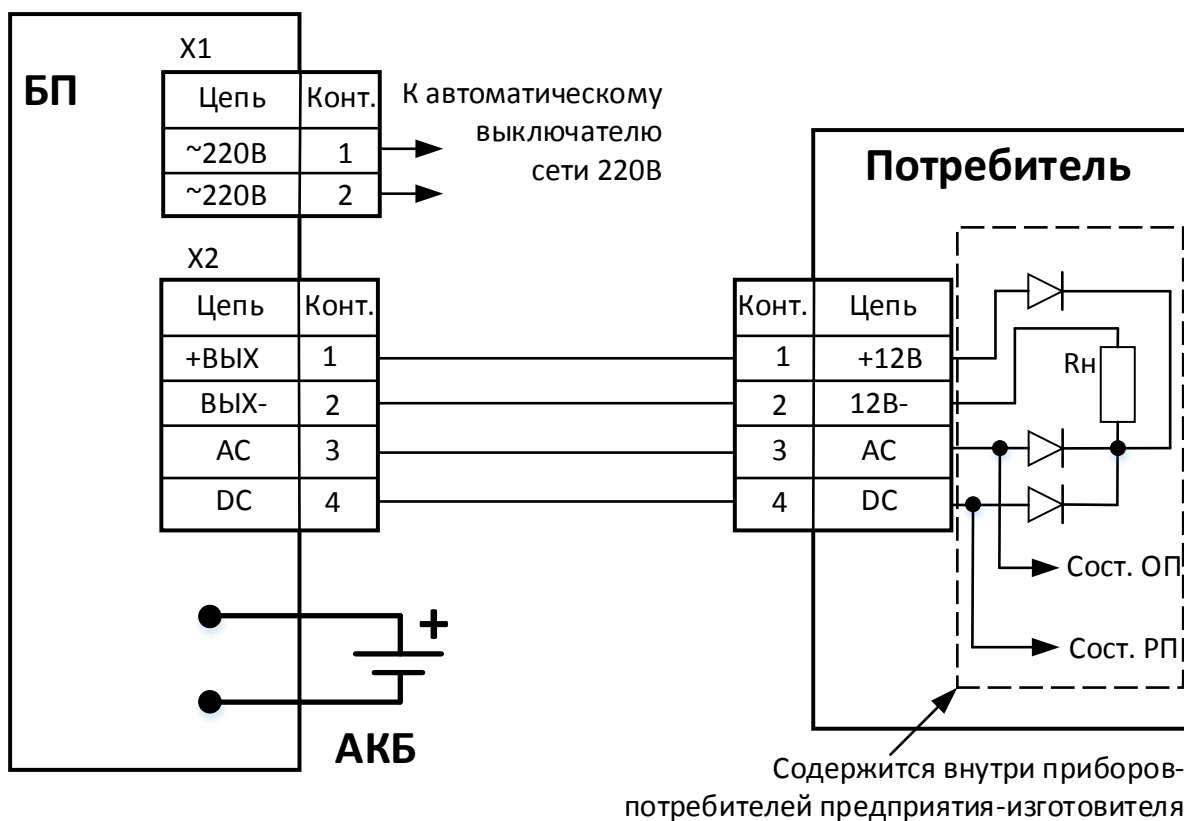 БП
X1
Цепь Конт.
~220В 1
~220В 2
К автоматическому
выключателю
сети 220В
X2
Цепь Конт.
+ВЫХ 1
ВЫХ- 2
AC 3
DC 4
+
АКБ
Потребитель
Конт. Цепь
1 +12В
2 12В-
3 AC
4 DC
Rн
Сост. ОП
Сост. РП
Содержится внутри приборов-
потребителей предприятия-изготовителя